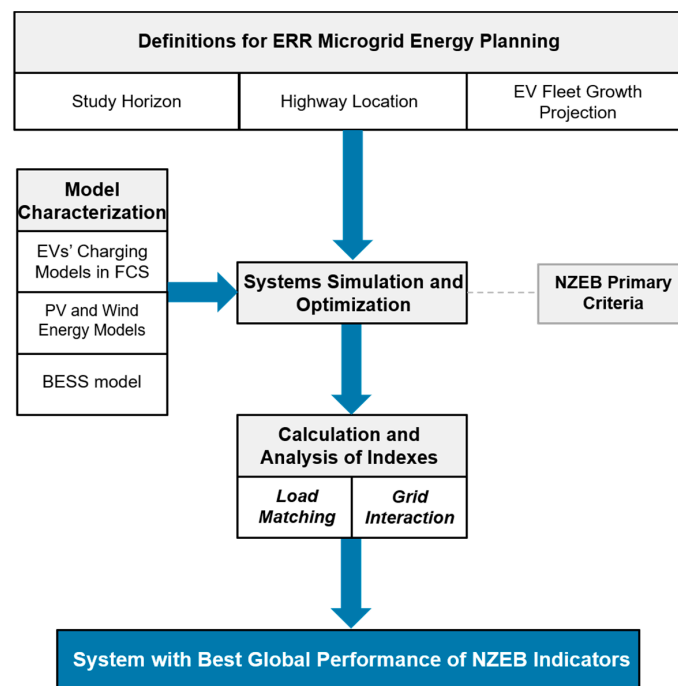 Definitions for ERR Microgrid Energy Planning
Study Horizon
Highway Location
EV Fleet Growth
Projection
Model
Characterization
EVs' Charging
Models in FCS
PV and Wind
Energy Models
BESS model
Systems Simulation and
Optimization
NZEB Primary
Criteria
Calculation and
Analysis of Indexes
Load
Matching
Grid
Interaction
System with Best Global Performance of NZEB Indicators